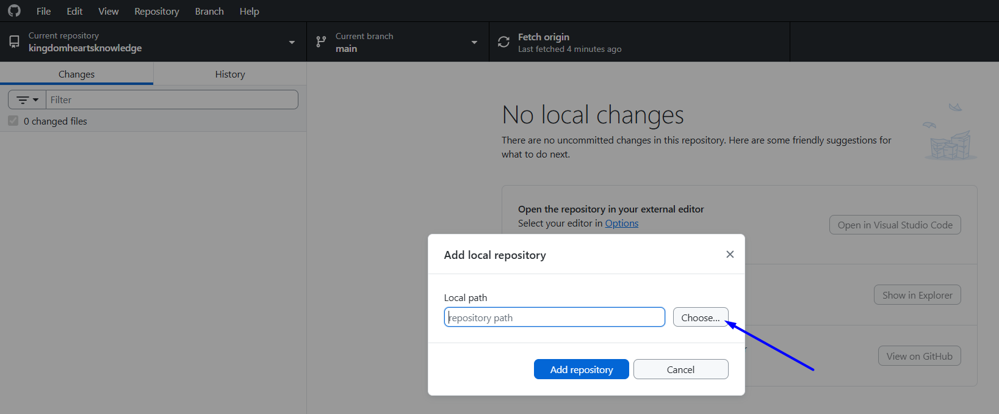 File Edit View Repository Branch Help
Current repository
kingdomheartsknowledge
Current branch
main
Fetch origin
Last fetched 4 minutes ago
Changes
History
Filter
0 changed files
No local changes
There are no uncommitted changes in this repository. Here are some friendly suggestions for
what to do next.
Open the repository in your external editor
Select your editor in Options
Open in Visual Studio Code
Show in Explorer
View on GitHub
Add local repository
Local path
repository path
Choose...
Add repository
Cancel